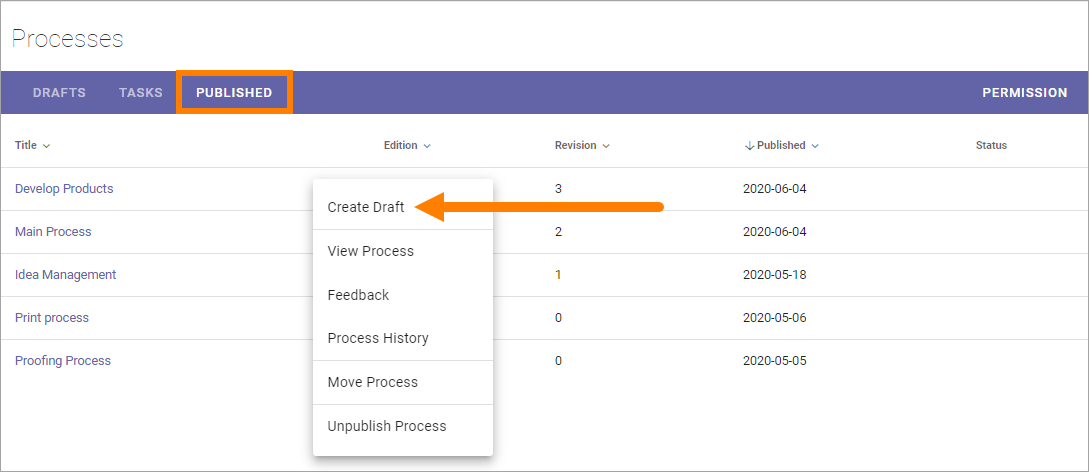 Processes
DRAFTS TASKS PUBLISHED PERMISSION
Title Edition Revision Published Status
Develop Products 3 2020-06-04
Create Draft
Main Process 2 2020-06-04
View Process
Idea Management 1 2020-05-18
Feedback
Print process 0 2020-05-06
Process History
Proofing Process 0 2020-05-05
Move Process
Unpublish Process